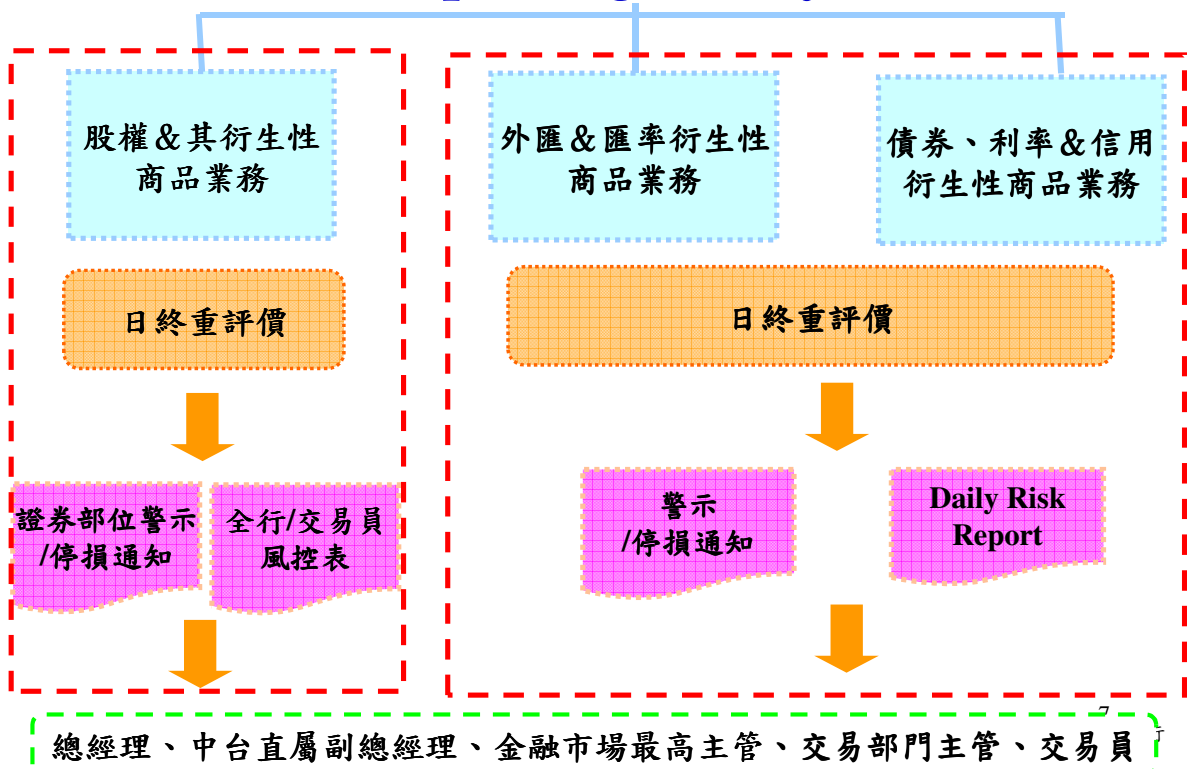 股權&其衍生性
商品業務
外匯&匯率衍生性
商品業務
債券、利率&信用
衍生性商品業務
日終重評價
日終重評價
證券部位警示
/停損通知
全行/交易員
風控表
警示
/停損通知
Daily Risk
Report
7
總經理、中台直屬副總經理、金融市場最高主管、交易部門主管、交易員